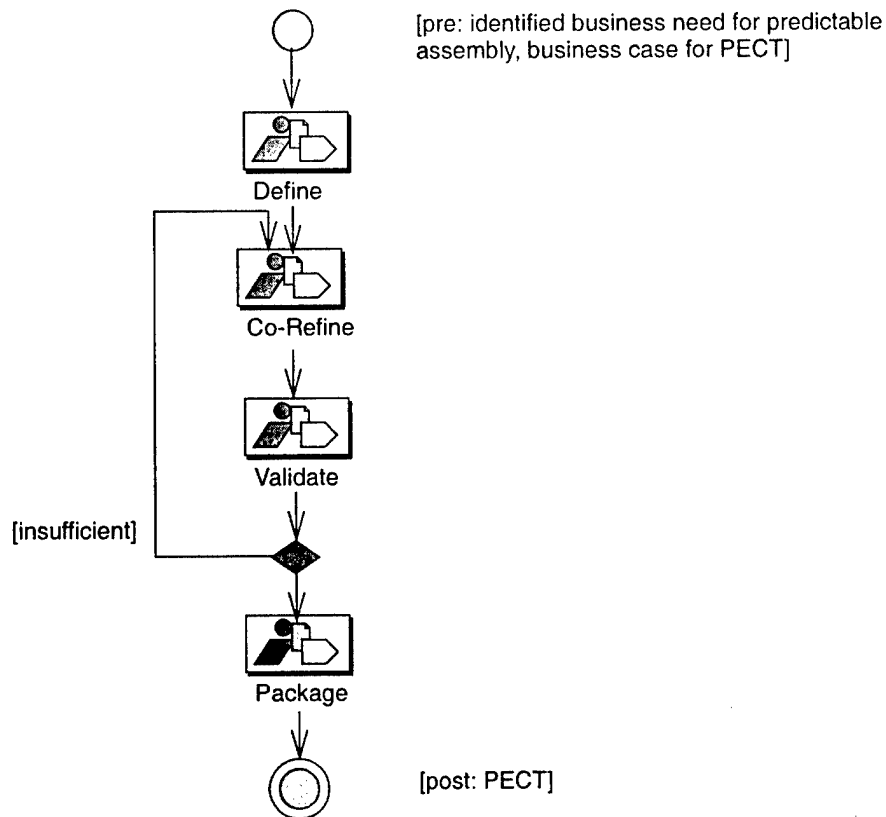 [pre: identified business need for predictable
assembly, business case for PECT]
Define
Co-Refine
Validate
[insufficient]
Package
[post: PECT]